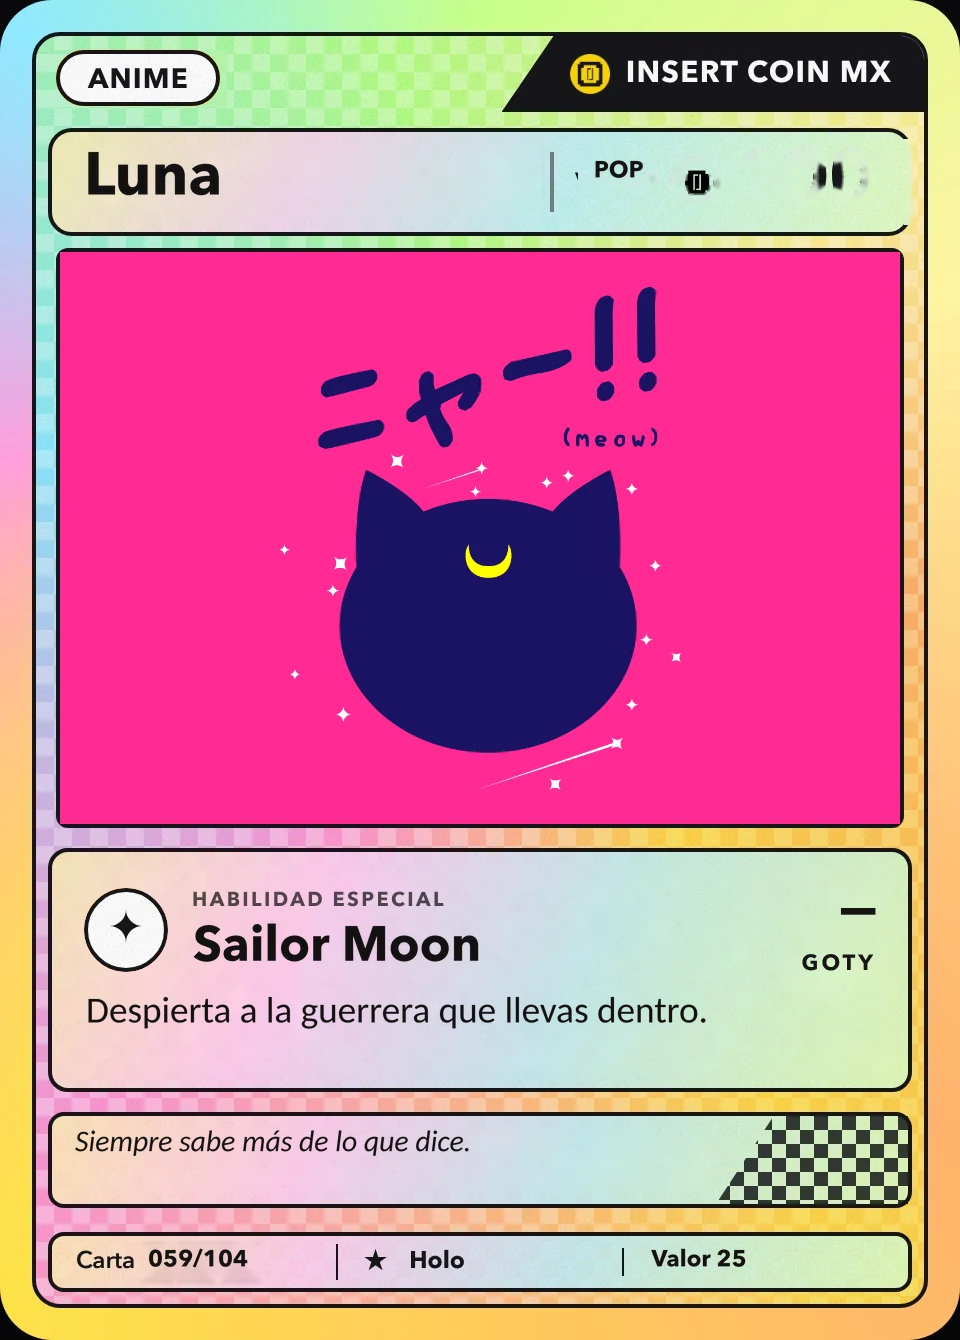 ANIME
INSERT COIN MX
Luna
POP
ニャー!!
(meow)
HABILIDAD ESPECIAL
Sailor Moon
—
GOTY
Despierta a la guerrera que llevas dentro.
Siempre sabe más de lo que dice.
Carta 059/104
★ Holo
Valor 25